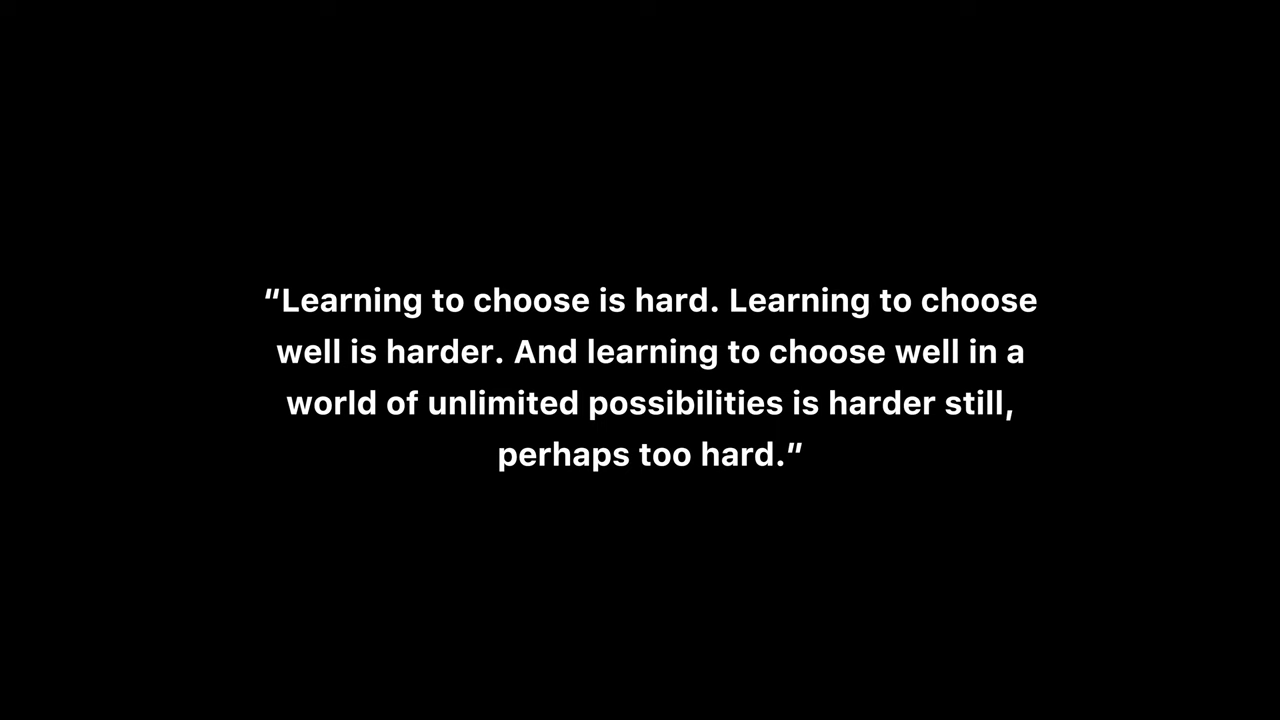 “Learning to choose is hard. Learning to choose
well is harder. And learning to choose well in a
world of unlimited possibilities is harder still,
perhaps too hard.”